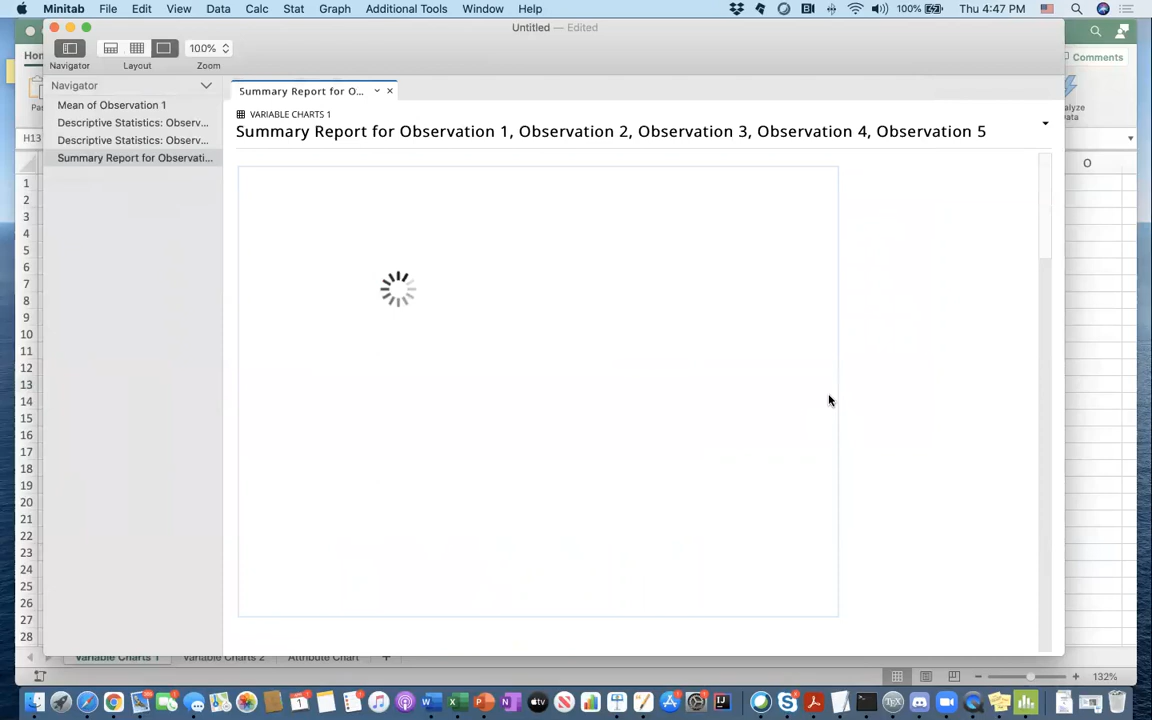 Minitab File Edit View Data Calc Stat Graph Additional Tools Window Help 100% Thu 4:47 PM
Untitled — Edited
100%
Navigator Layout Zoom
Comments
Navigator
Summary Report for O...
Mean of Observation 1
Descriptive Statistics: Observ...
Descriptive Statistics: Observ...
Summary Report for Observati...
VARIABLE CHARTS 1
Summary Report for Observation 1, Observation 2, Observation 3, Observation 4, Observation 5
H13
O
1
2
3
4
5
6
7
8
9
10
11
12
13
14
15
16
17
18
19
20
21
22
23
24
25
26
27
28
Variable Charts 1 Variable Charts 2 Attribute Chart
132%